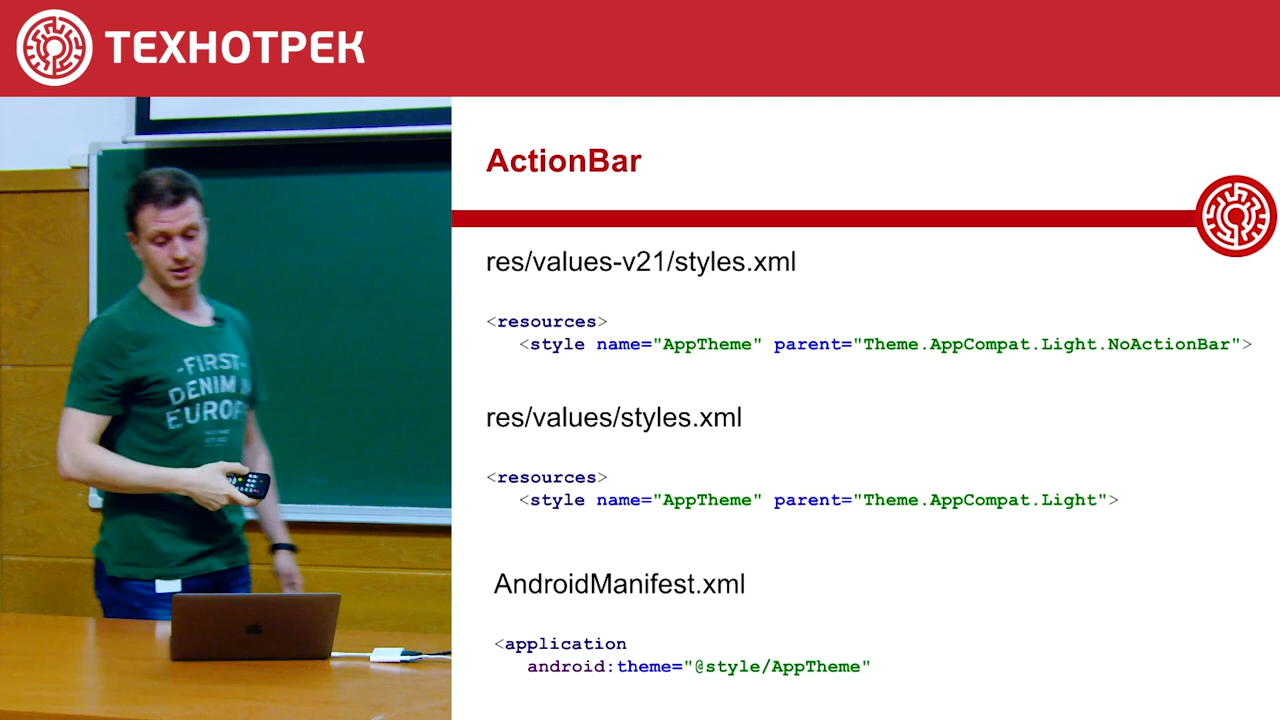 ТЕХНОТРЕК
ActionBar
res/values-v21/styles.xml
<resources>
<style name="AppTheme" parent="Theme.AppCompat.Light.NoActionBar">
res/values/styles.xml
<resources>
<style name="AppTheme" parent="Theme.AppCompat.Light">
AndroidManifest.xml
<application
android:theme="@style/AppTheme"
-FIRST-
DENIM
EUROP